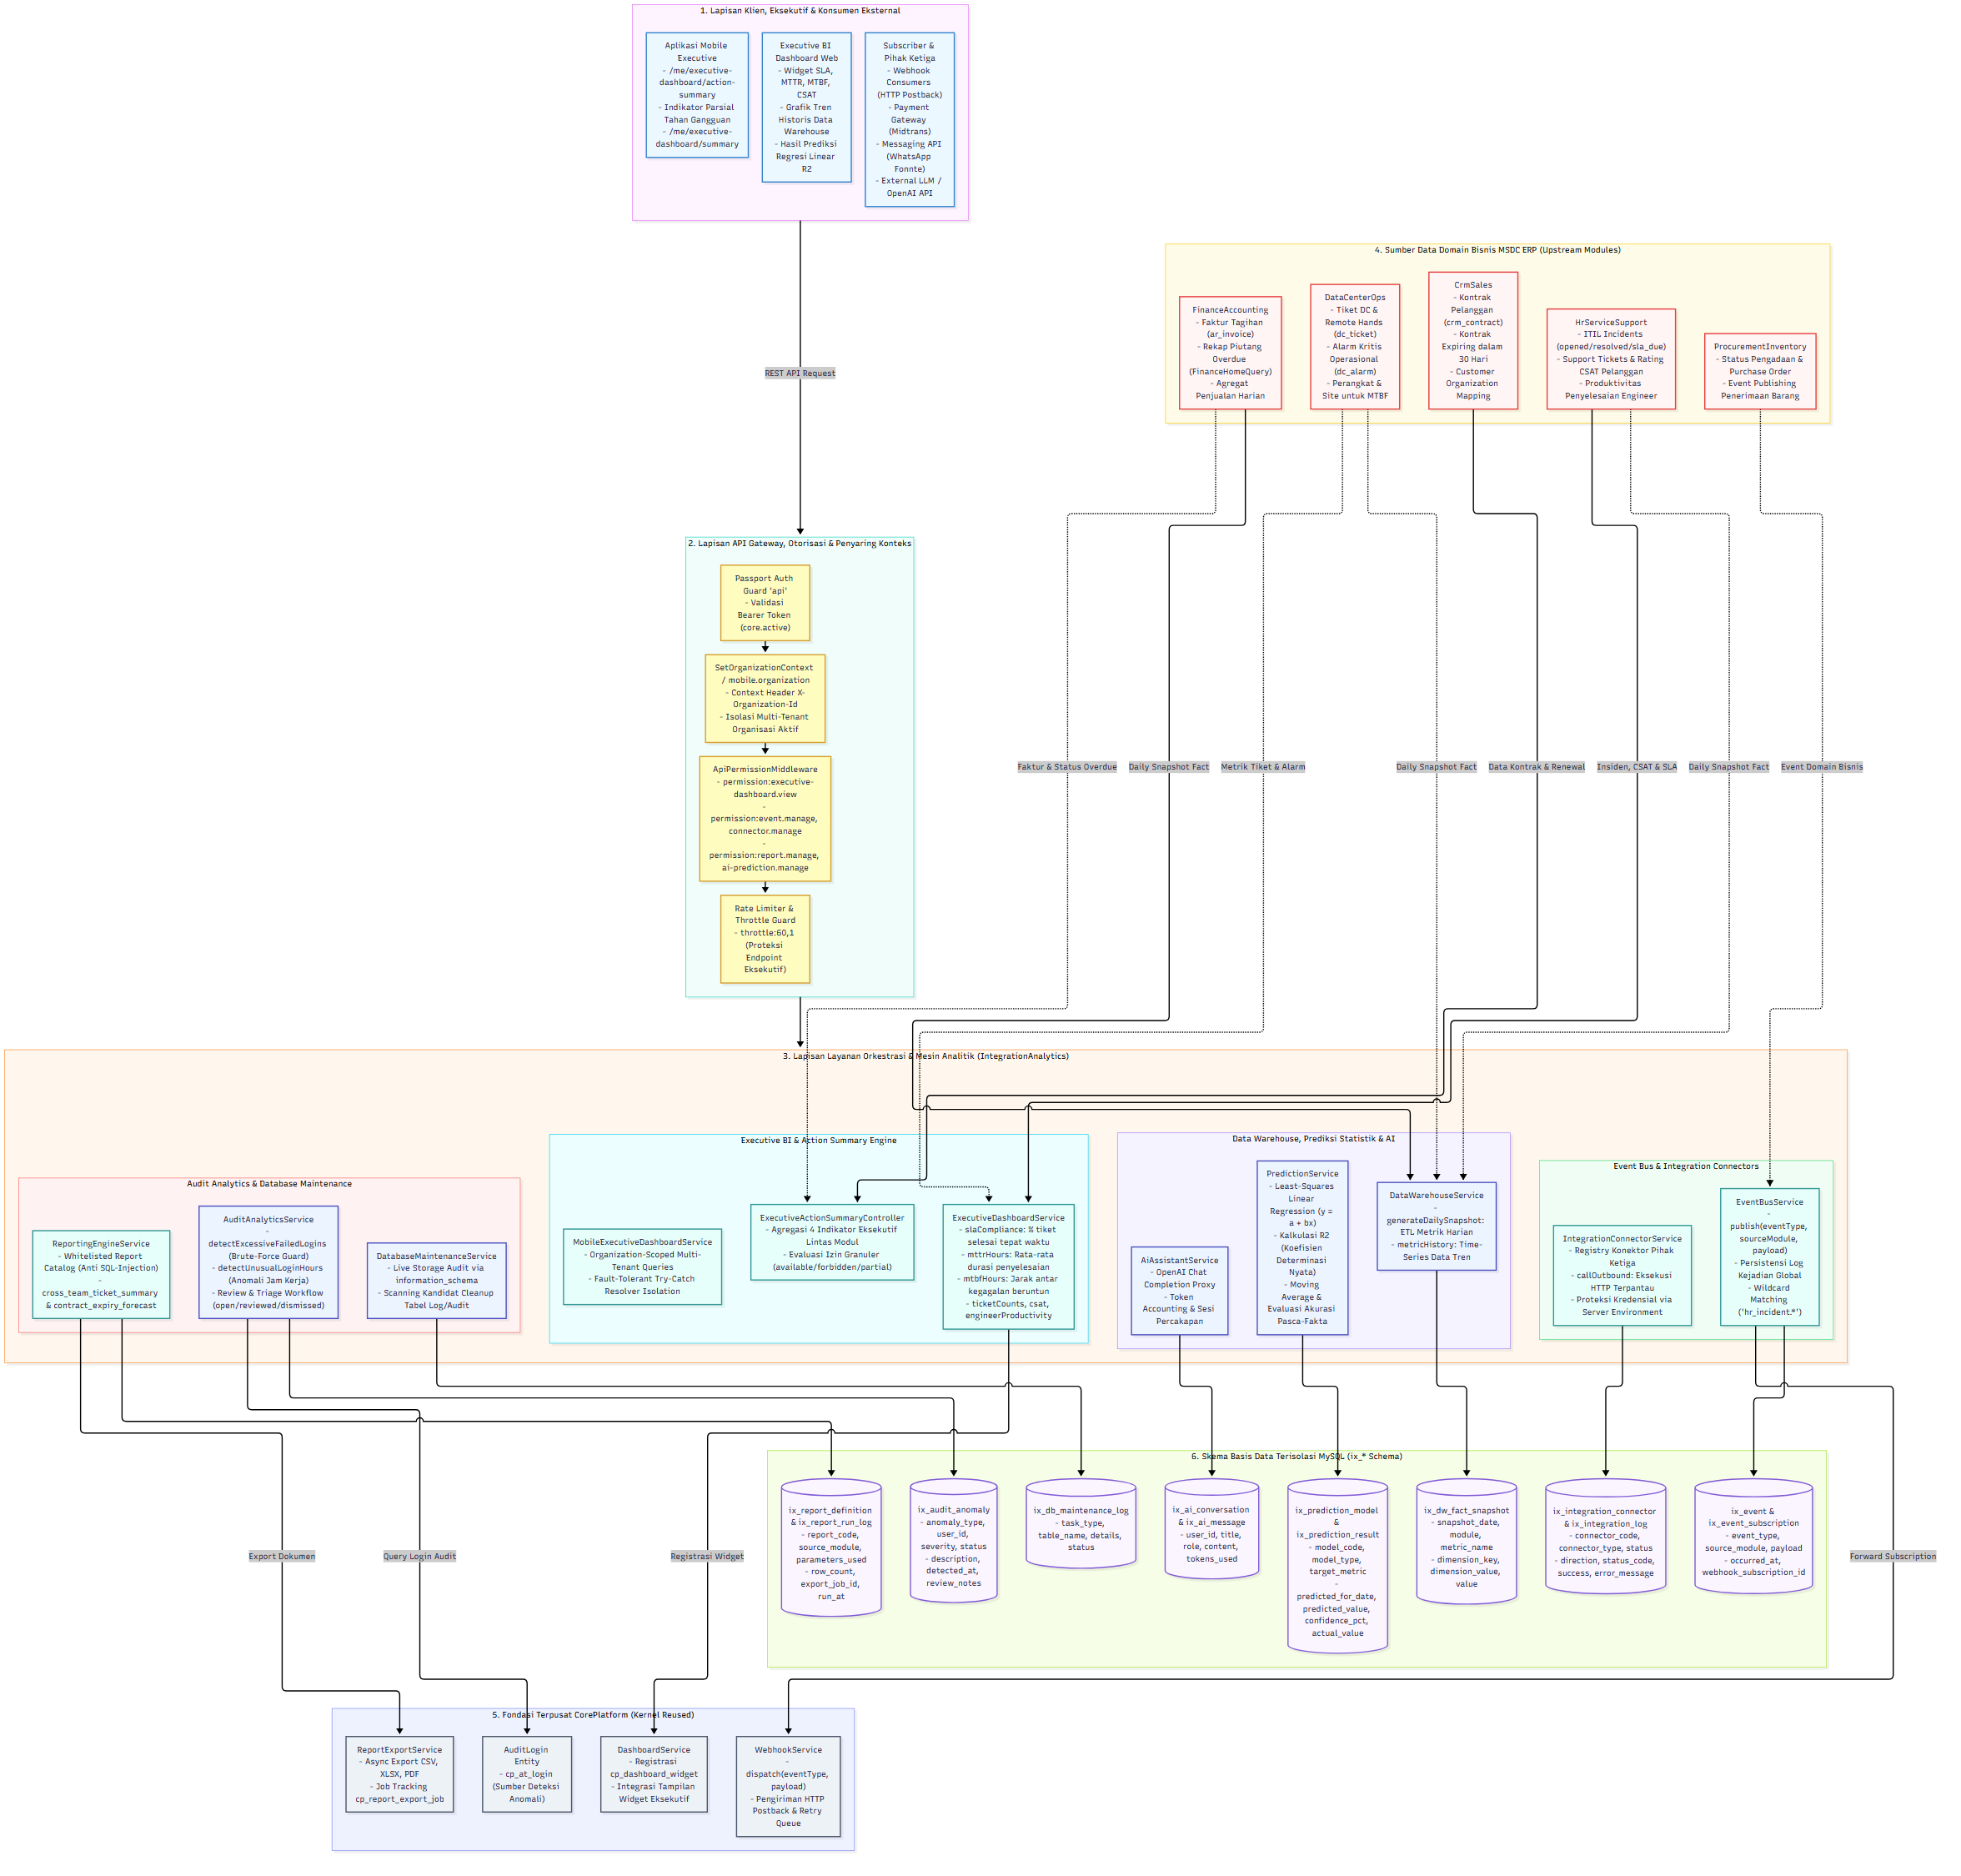 1. Lapisan Klien, Eksekutif & Konsumen Eksternal
Aplikasi Mobile
Executive
- /me/executive-
dashboard/action-
summary
- Indikator Parsial
Tahan Gangguan
- /me/executive-
dashboard/summary
Executive BI
Dashboard Web
- Widget SLA,
MTTR, MTBF,
CSAT
- Grafik Tren
Historis Data
Warehouse
- Hasil Prediksi
Regresi Linear
R2
Subscriber &
Pihak Ketiga
- Webhook
Consumers
(HTTP Postback)
- Payment
Gateway
(Midtrans)
- Messaging API
(WhatsApp
Fonnte)
- External LLM /
OpenAI API
4. Sumber Data Domain Bisnis MSDC ERP (Upstream Modules)
FinanceAccounting
- Faktur Tagihan
(ar_invoice)
- Rekap Piutang
Overdue
(FinanceHomeQuery)
- Agregat
Penjualan Harian
DataCenterOps
- Tiket DC &
Remote Hands
(dc_ticket)
- Alarm Kritis
Operasional
(dc_alarm)
- Perangkat &
Site untuk MTBF
CrmSales
- Kontrak
Pelanggan
(crm_contract)
- Kontrak
Expiring dalam
30 Hari
- Customer
Organization
Mapping
HrServiceSupport
- ITIL Incidents
(opened/resolved/sla_due)
- Support Tickets & Rating
CSAT Pelanggan
- Produktivitas
Penyelesaian Engineer
ProcurementInventory
- Status Pengadaan &
Purchase Order
- Event Publishing
Penerimaan Barang
REST API Request
2. Lapisan API Gateway, Otorisasi & Penyaring Konteks
Passport Auth
Guard 'api'
- Validasi
Bearer Token
(core.active)
SetOrganizationContext
/ mobile.organization
- Context Header X-
Organization-Id
- Isolasi Multi-Tenant
Organisasi Aktif
ApiPermissionMiddleware
- permission:executive-
dashboard.view
-
permission:event.manage,
connector.manage
-
permission:report.manage,
ai-prediction.manage
Rate Limiter &
Throttle Guard
- throttle:60,1
(Proteksi
Endpoint
Eksekutif)
Faktur & Status Overdue
Daily Snapshot Fact
Metrik Tiket & Alarm
Daily Snapshot Fact
Data Kontrak & Renewal
Insiden, CSAT & SLA
Daily Snapshot Fact
Event Domain Bisnis
3. Lapisan Layanan Orkestrasi & Mesin Analitik (IntegrationAnalytics)
Audit Analytics & Database Maintenance
ReportingEngineService
- Whitelisted Report
Catalog (Anti SQL-Injection)
-
cross_team_ticket_summary
& contract_expiry_forecast
AuditAnalyticsService
-
detectExcessiveFailedLogins
(Brute-Force Guard)
- detectUnusualLoginHours
(Anomali Jam Kerja)
- Review & Triage Workflow
(open/reviewed/dismissed)
DatabaseMaintenanceService
- Live Storage Audit via
information_schema
- Scanning Kandidat Cleanup
Tabel Log/Audit
Executive BI & Action Summary Engine
MobileExecutiveDashboardService
- Organization-Scoped Multi-
Tenant Queries
- Fault-Tolerant Try-Catch
Resolver Isolation
ExecutiveActionSummaryController
- Agregasi 4 Indikator Eksekutif
Lintas Modul
- Evaluasi Izin Granuler
(available/forbidden/partial)
ExecutiveDashboardService
- slaCompliance: % tiket
selesai tepat waktu
- mttrHours: Rata-rata
durasi penyelesaian
- mtbfHours: Jarak antar
kegagalan beruntun
- ticketCounts, csat,
engineerProductivity
Data Warehouse, Prediksi Statistik & AI
AiAssistantService
- OpenAI Chat
Completion Proxy
- Token
Accounting & Sesi
Percakapan
PredictionService
- Least-Squares
Linear
Regression (y =
a + bx)
- Kalkulasi R2
(Koefisien
Determinasi
Nyata)
- Moving
Average &
Evaluasi Akurasi
Pasca-Fakta
DataWarehouseService
-
generateDailySnapshot:
ETL Metrik Harian
- metricHistory: Time-
Series Data Tren
Event Bus & Integration Connectors
IntegrationConnectorService
- Registry Konektor Pihak
Ketiga
- callOutbound: Eksekusi
HTTP Terpantau
- Proteksi Kredensial via
Server Environment
EventBusService
-
publish(eventType,
sourceModule,
payload)
- Persistensi Log
Kejadian Global
- Wildcard
Matching
('hr_incident.*')
6. Skema Basis Data Terisolasi MySQL (ix_* Schema)
ix_report_definition
& ix_report_run_log
- report_code,
source_module,
parameters_used
- row_count,
export_job_id,
run_at
ix_audit_anomaly
- anomaly_type,
user_id,
severity, status
- description,
detected_at,
review_notes
ix_db_maintenance_log
- task_type,
table_name, details,
status
ix_ai_conversation
& ix_ai_message
- user_id, title,
role, content,
tokens_used
ix_prediction_model
&
ix_prediction_result
- model_code,
model_type,
target_metric
-
predicted_for_date,
predicted_value,
confidence_pct,
actual_value
ix_dw_fact_snapshot
- snapshot_date,
module,
metric_name
- dimension_key,
dimension_value,
value
ix_integration_connector
& ix_integration_log
- connector_code,
connector_type, status
- direction, status_code,
success, error_message
ix_event &
ix_event_subscription
- event_type,
source_module, payload
- occurred_at,
webhook_subscription_id
Export Dokumen
Query Login Audit
Registrasi Widget
Forward Subscription
5. Fondasi Terpusat CorePlatform (Kernel Reused)
ReportExportService
- Async Export CSV,
XLSX, PDF
- Job Tracking
cp_report_export_job
AuditLogin
Entity
- cp_at_login
(Sumber Deteksi
Anomali)
DashboardService
- Registrasi
cp_dashboard_widget
- Integrasi Tampilan
Widget Eksekutif
WebhookService
-
dispatch(eventType,
payload)
- Pengiriman HTTP
Postback & Retry
Queue